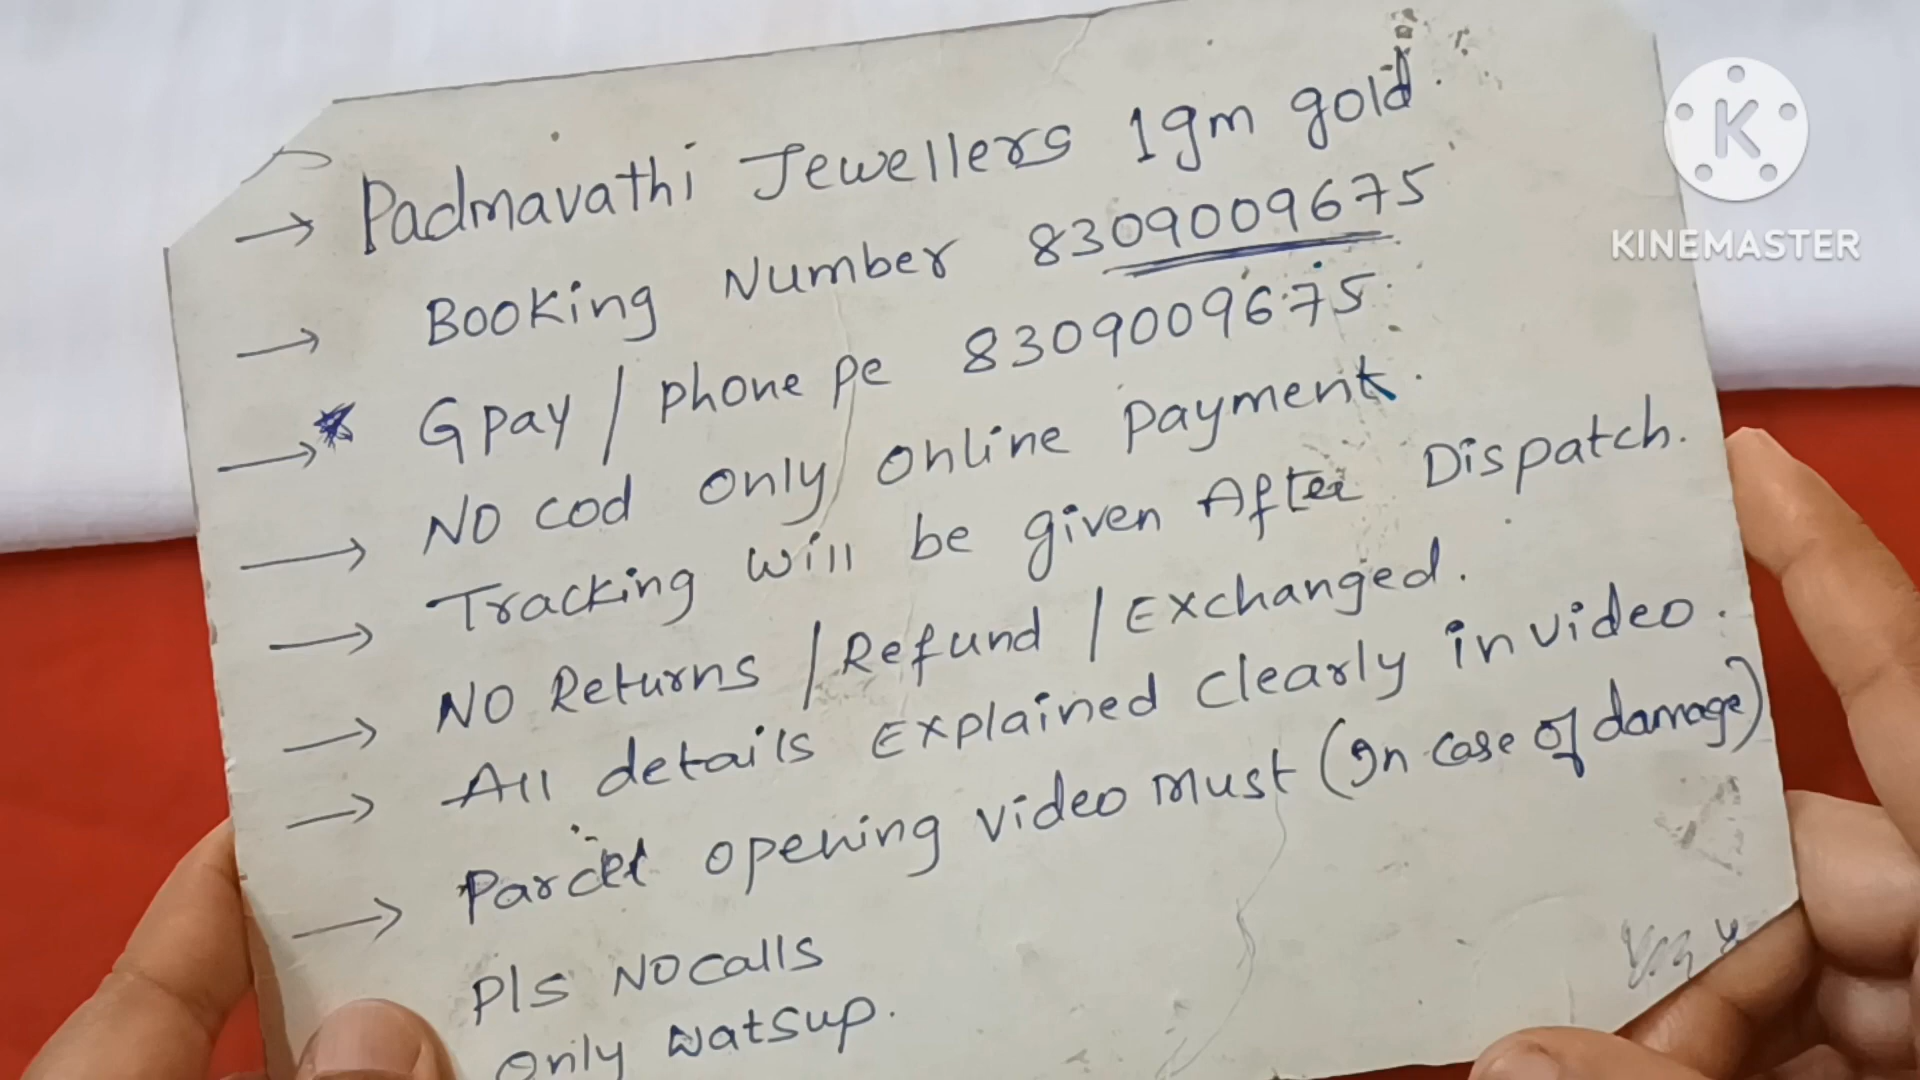 → Padmavathi Jewellers 1gm gold.
→ Booking Number 8309009675
→ * Gpay / phone pe 8309009675
→ NO cod only online payment.
→ Tracking will be given After Dispatch.
→ NO Returns / Refund / Exchanged.
→ All details Explained clearly in video.
→ Parcel opening video must (In case of damage)
Pls NO calls
only watsup.
K
KINEMASTER